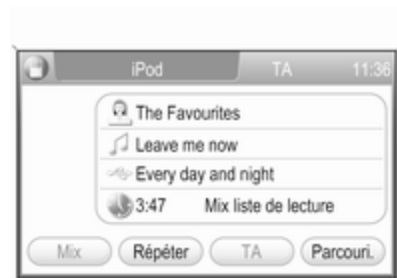 iPod TA 11:36
The Favourites
Leave me now
Every day and night
3:47 Mix liste de lecture
Mix Répéter TA Parcouri.